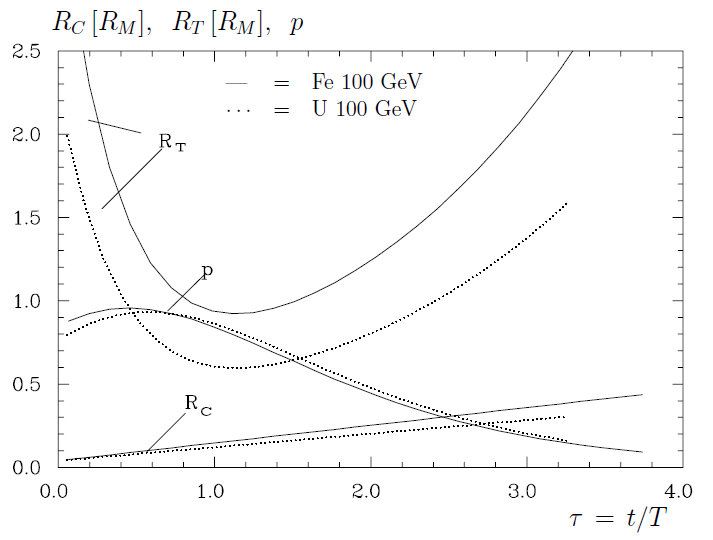 R_C [R_M], R_T [R_M], p
2.5
— = Fe 100 GeV
··· = U 100 GeV
2.0
R_T
1.5
p
1.0
0.5
R_C
0.0
0.0 1.0 2.0 3.0 4.0
τ = t/T